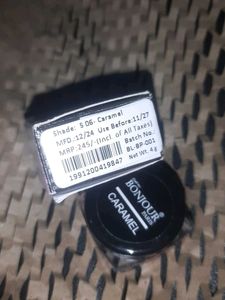 Shade: S.06- Caramel
MFD.:12/24 Use Before:11/27
MRP:245/-(Incl. of All Taxes)
Batch No.:
BL-BP-001
Net Wt. 4 g
1991200419847
BONJOUR
PARIS
CARAMEL